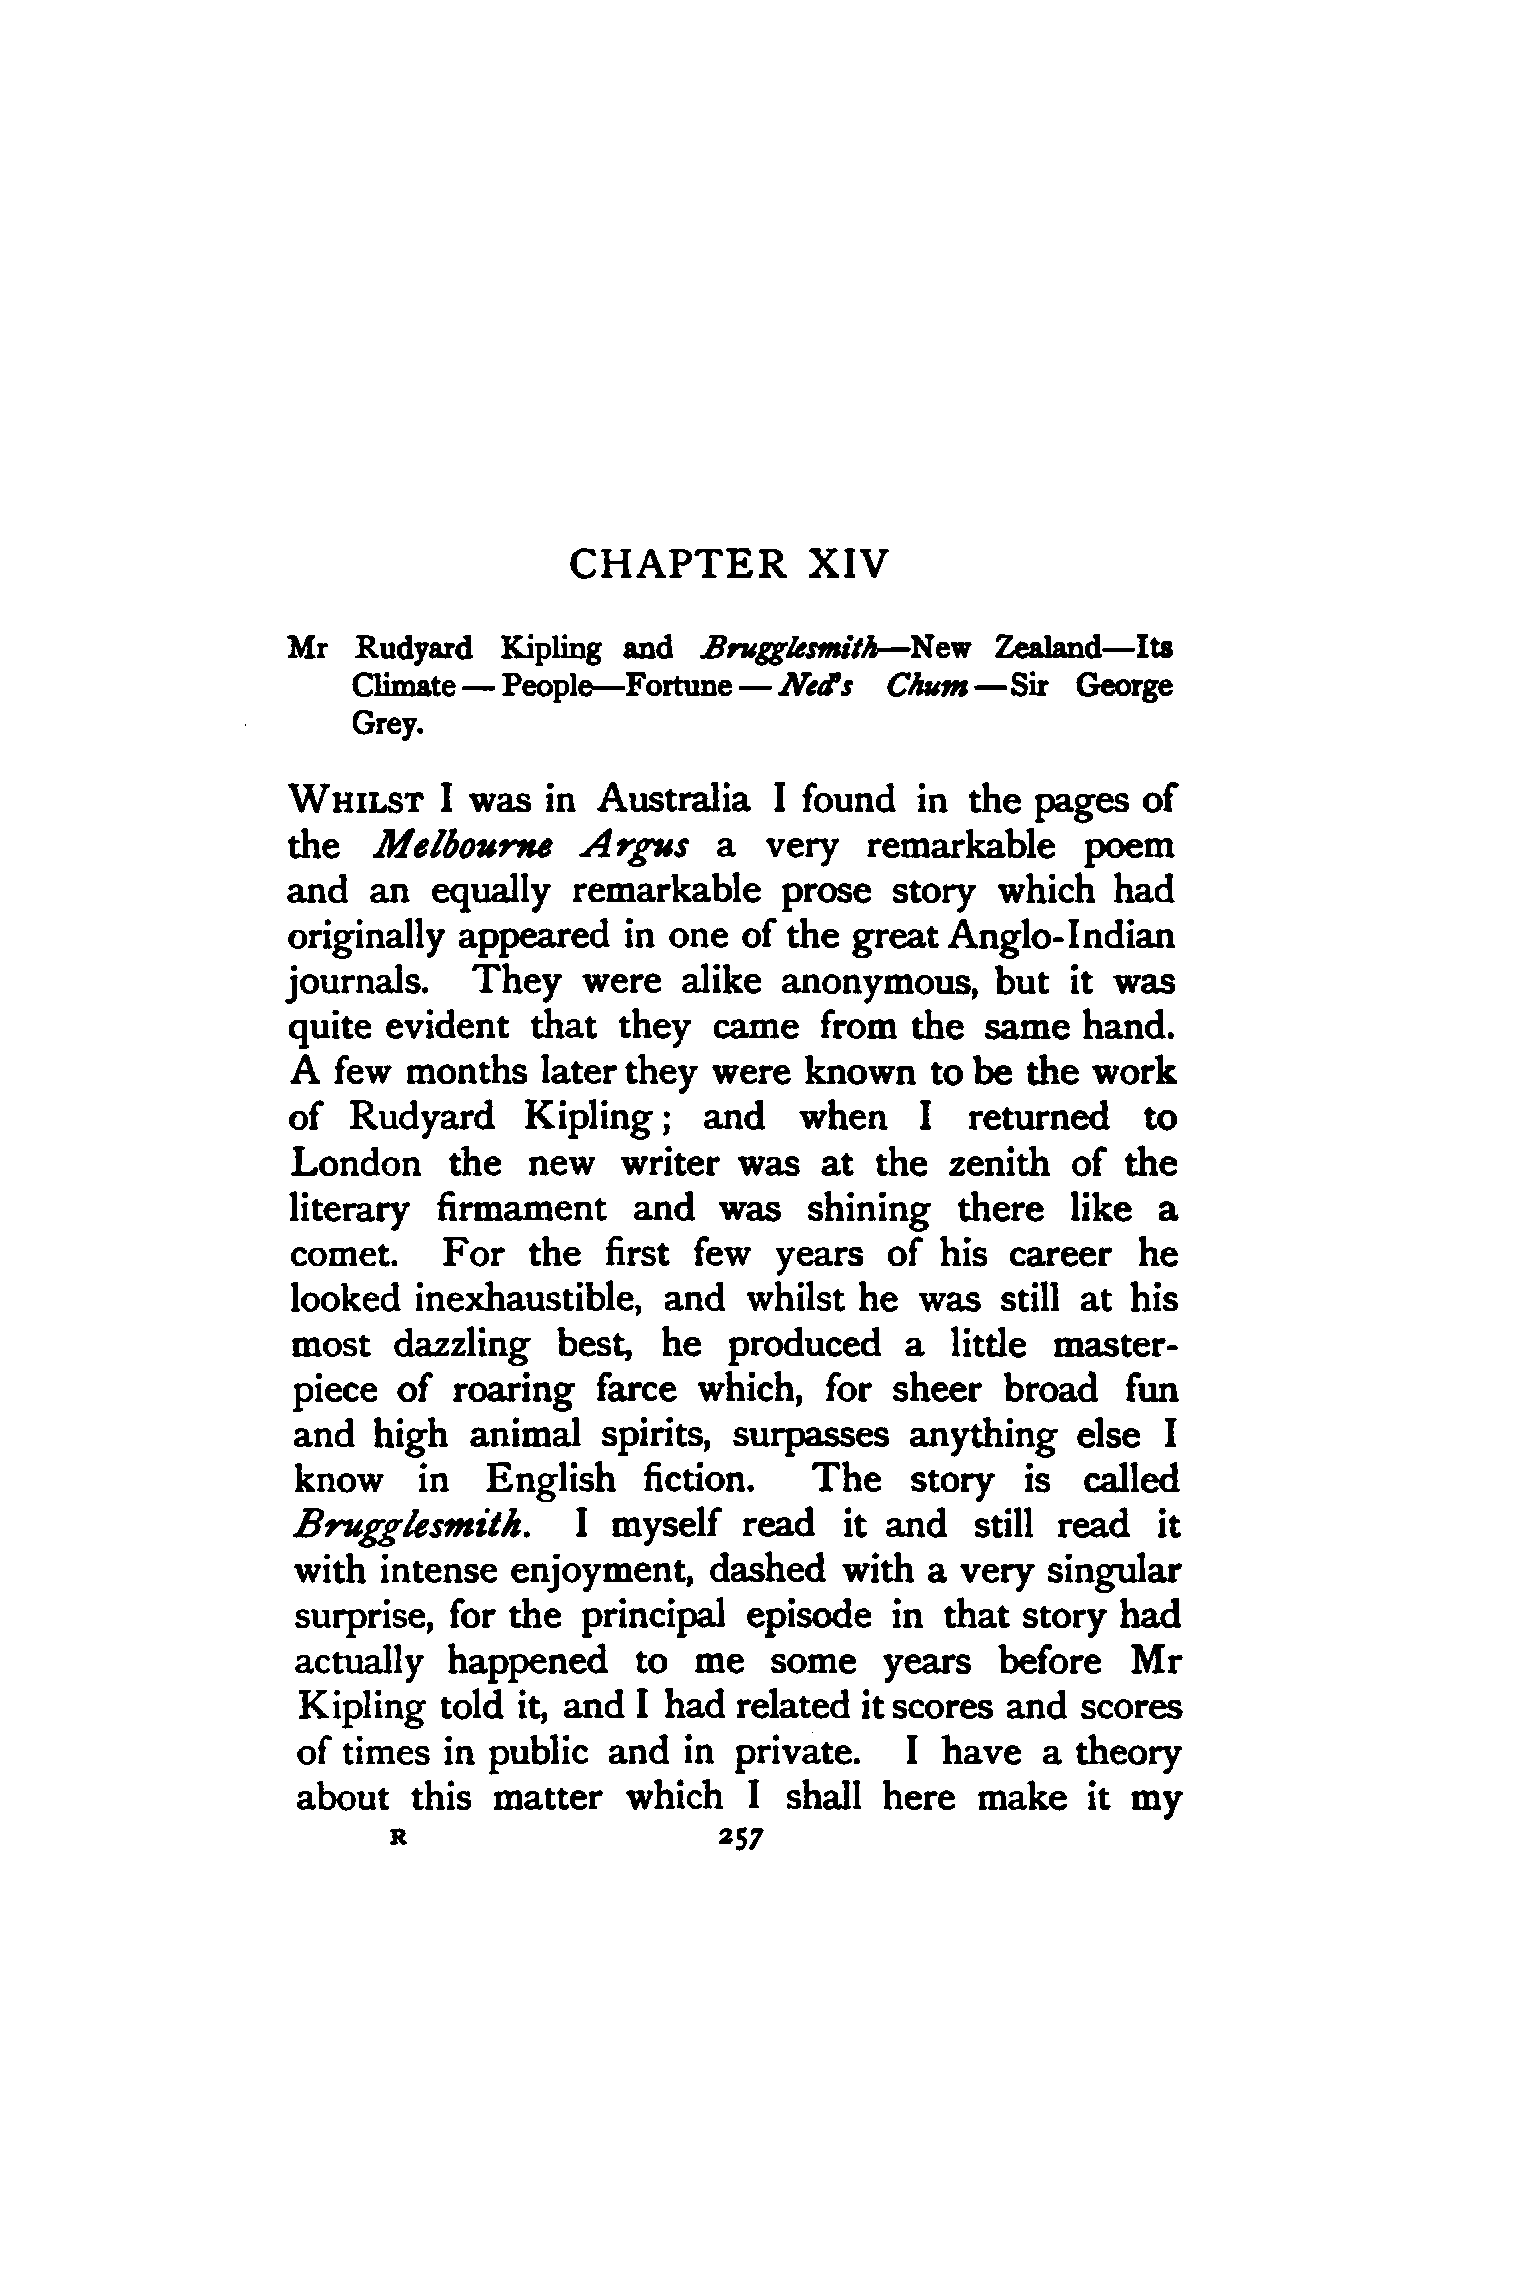 CHAPTER XIV
Mr Rudyard Kipling and Brugglesmith—New Zealand—Its
Climate—People—Fortune—Ned's Chum—Sir George
Grey.
WHILST I was in Australia I found in the pages of
the Melbourne Argus a very remarkable poem
and an equally remarkable prose story which had
originally appeared in one of the great Anglo-Indian
journals. They were alike anonymous, but it was
quite evident that they came from the same hand.
A few months later they were known to be the work
of Rudyard Kipling; and when I returned to
London the new writer was at the zenith of the
literary firmament and was shining there like a
comet. For the first few years of his career he
looked inexhaustible, and whilst he was still at his
most dazzling best, he produced a little master-
piece of roaring farce which, for sheer broad fun
and high animal spirits, surpasses anything else I
know in English fiction. The story is called
Brugglesmith. I myself read it and still read it
with intense enjoyment, dashed with a very singular
surprise, for the principal episode in that story had
actually happened to me some years before Mr
Kipling told it, and I had related it scores and scores
of times in public and in private. I have a theory
about this matter which I shall here make it my
R 257